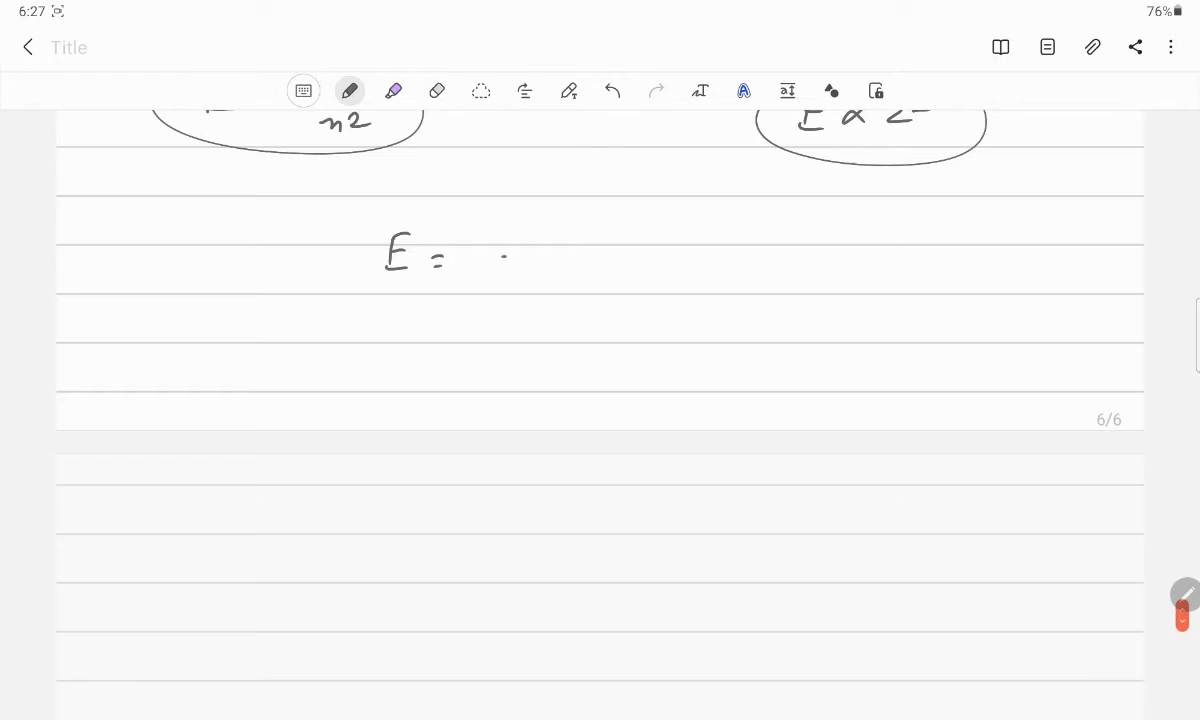 6:27 76%
Title
n2
E ∝ Z
E =
6/6